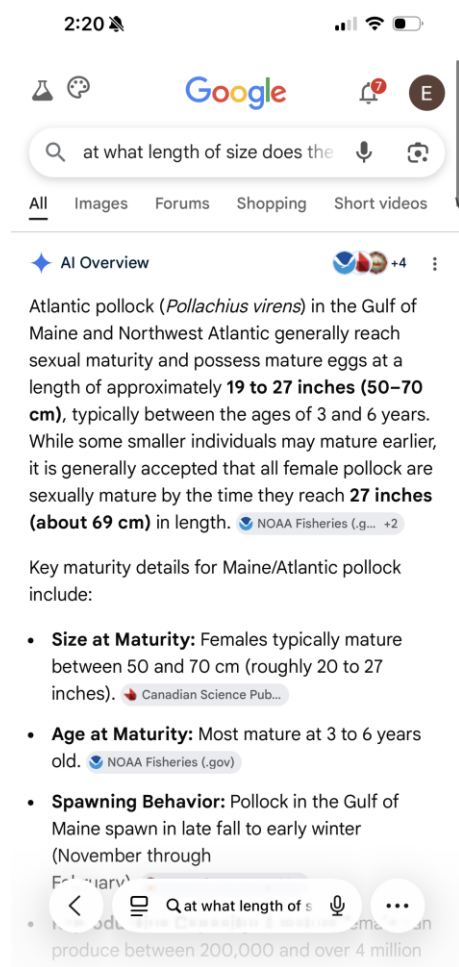 2:20
Google
7
E
at what length of size does the
All Images Forums Shopping Short videos
AI Overview
+4
Atlantic pollock (Pollachius virens) in the Gulf of
Maine and Northwest Atlantic generally reach
sexual maturity and possess mature eggs at a
length of approximately 19 to 27 inches (50–70
cm), typically between the ages of 3 and 6 years.
While some smaller individuals may mature earlier,
it is generally accepted that all female pollock are
sexually mature by the time they reach 27 inches
(about 69 cm) in length. NOAA Fisheries (.g... +2
Key maturity details for Maine/Atlantic pollock
include:
• Size at Maturity: Females typically mature
between 50 and 70 cm (roughly 20 to 27
inches). Canadian Science Pub...
• Age at Maturity: Most mature at 3 to 6 years
old. NOAA Fisheries (.gov)
• Spawning Behavior: Pollock in the Gulf of
Maine spawn in late fall to early winter
(November through
at what length of s
produce between 200,000 and over 4 million